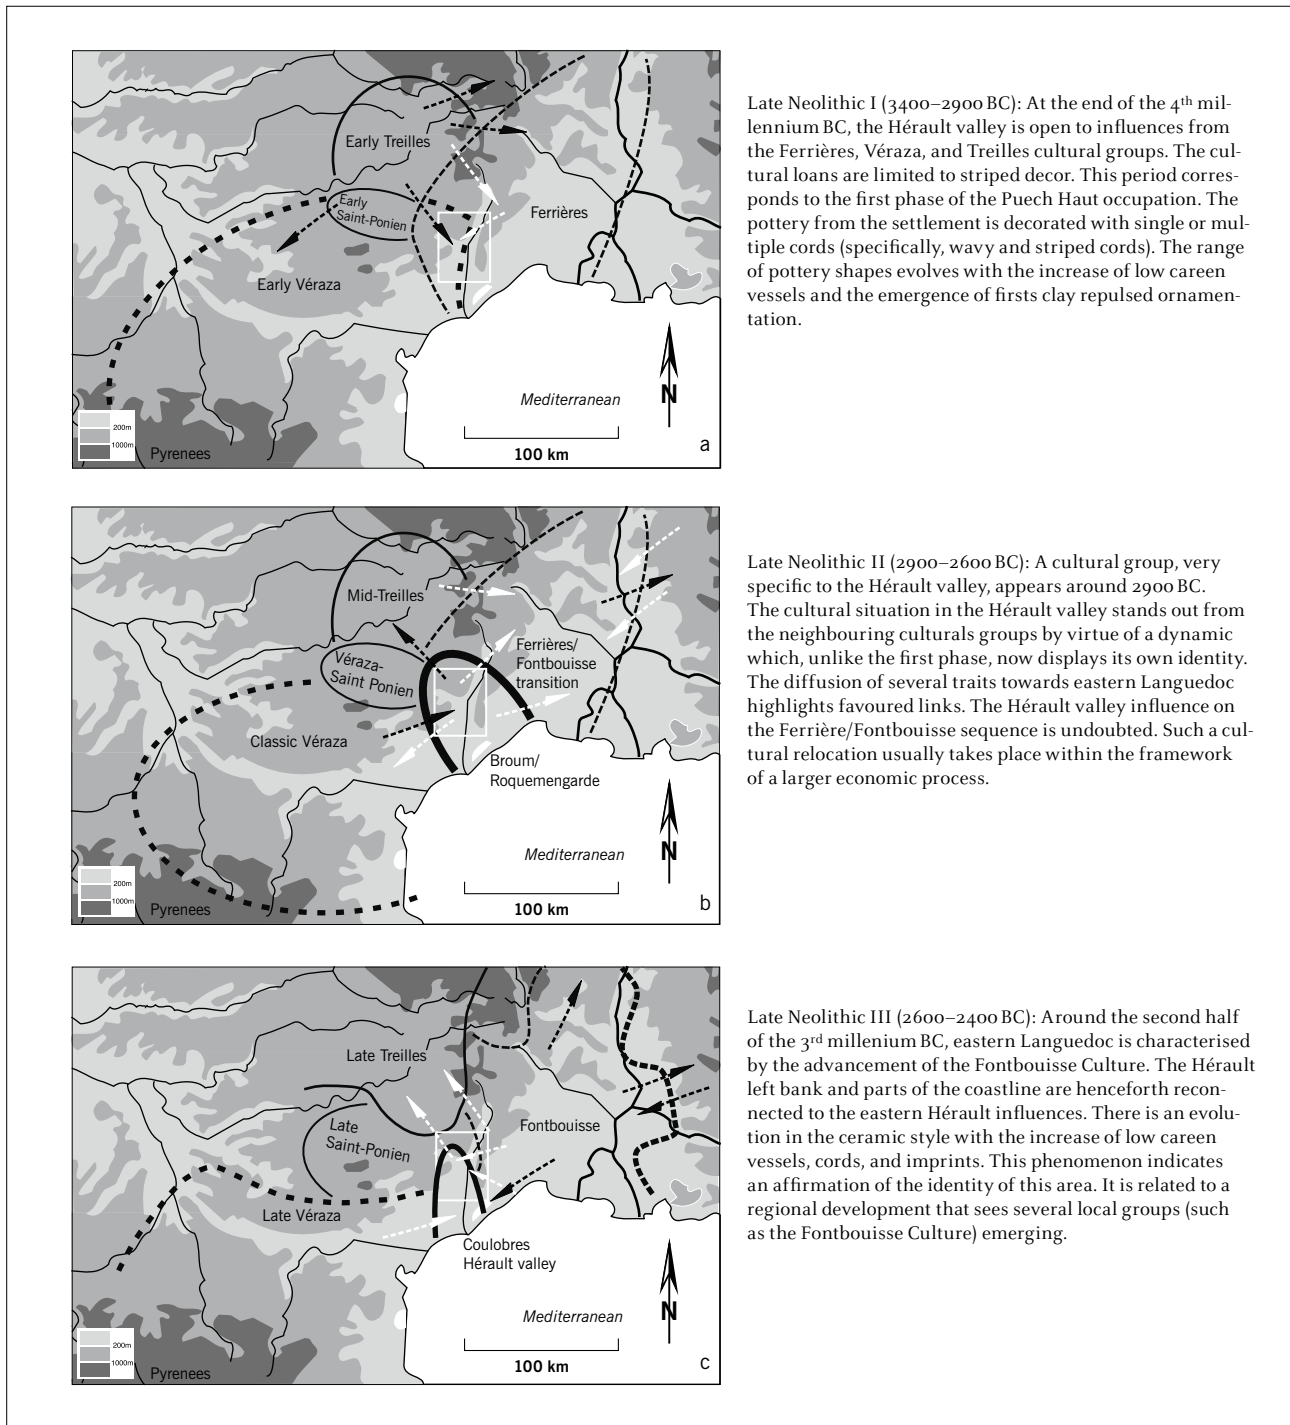 Early Treilles
Early
Saint-Ponien
Ferrières
Early Véraza
Mediterranean
N
200m
1000m
Pyrenees
100 km
a
Late Neolithic I (3400–2900 BC): At the end of the 4th mil-
lennium BC, the Hérault valley is open to influences from
the Ferrières, Véraza, and Treilles cultural groups. The cul-
tural loans are limited to striped decor. This period corres-
ponds to the first phase of the Puech Haut occupation. The
pottery from the settlement is decorated with single or mul-
tiple cords (specifically, wavy and striped cords). The range
of pottery shapes evolves with the increase of low careen
vessels and the emergence of firsts clay repulsed ornamen-
tation.
Mid-Treilles
Véraza-
Saint Ponien
Ferrières/
Fontbouisse
transition
Classic Véraza
Broum/
Roquemengarde
Mediterranean
N
200m
1000m
Pyrenees
100 km
b
Late Neolithic II (2900–2600 BC): A cultural group, very
specific to the Hérault valley, appears around 2900 BC.
The cultural situation in the Hérault valley stands out from
the neighbouring culturals groups by virtue of a dynamic
which, unlike the first phase, now displays its own identity.
The diffusion of several traits towards eastern Languedoc
highlights favoured links. The Hérault valley influence on
the Ferrière/Fontbouisse sequence is undoubted. Such a cul-
tural relocation usually takes place within the framework
of a larger economic process.
Late Treilles
Late
Saint-Ponien
Fontbouisse
Late Véraza
Coulobres
Hérault valley
Mediterranean
N
200m
1000m
Pyrenees
100 km
c
Late Neolithic III (2600–2400 BC): Around the second half
of the 3rd millenium BC, eastern Languedoc is characterised
by the advancement of the Fontbouisse Culture. The Hérault
left bank and parts of the coastline are henceforth recon-
nected to the eastern Hérault influences. There is an evolu-
tion in the ceramic style with the increase of low careen
vessels, cords, and imprints. This phenomenon indicates
an affirmation of the identity of this area. It is related to a
regional development that sees several local groups (such
as the Fontbouisse Culture) emerging.